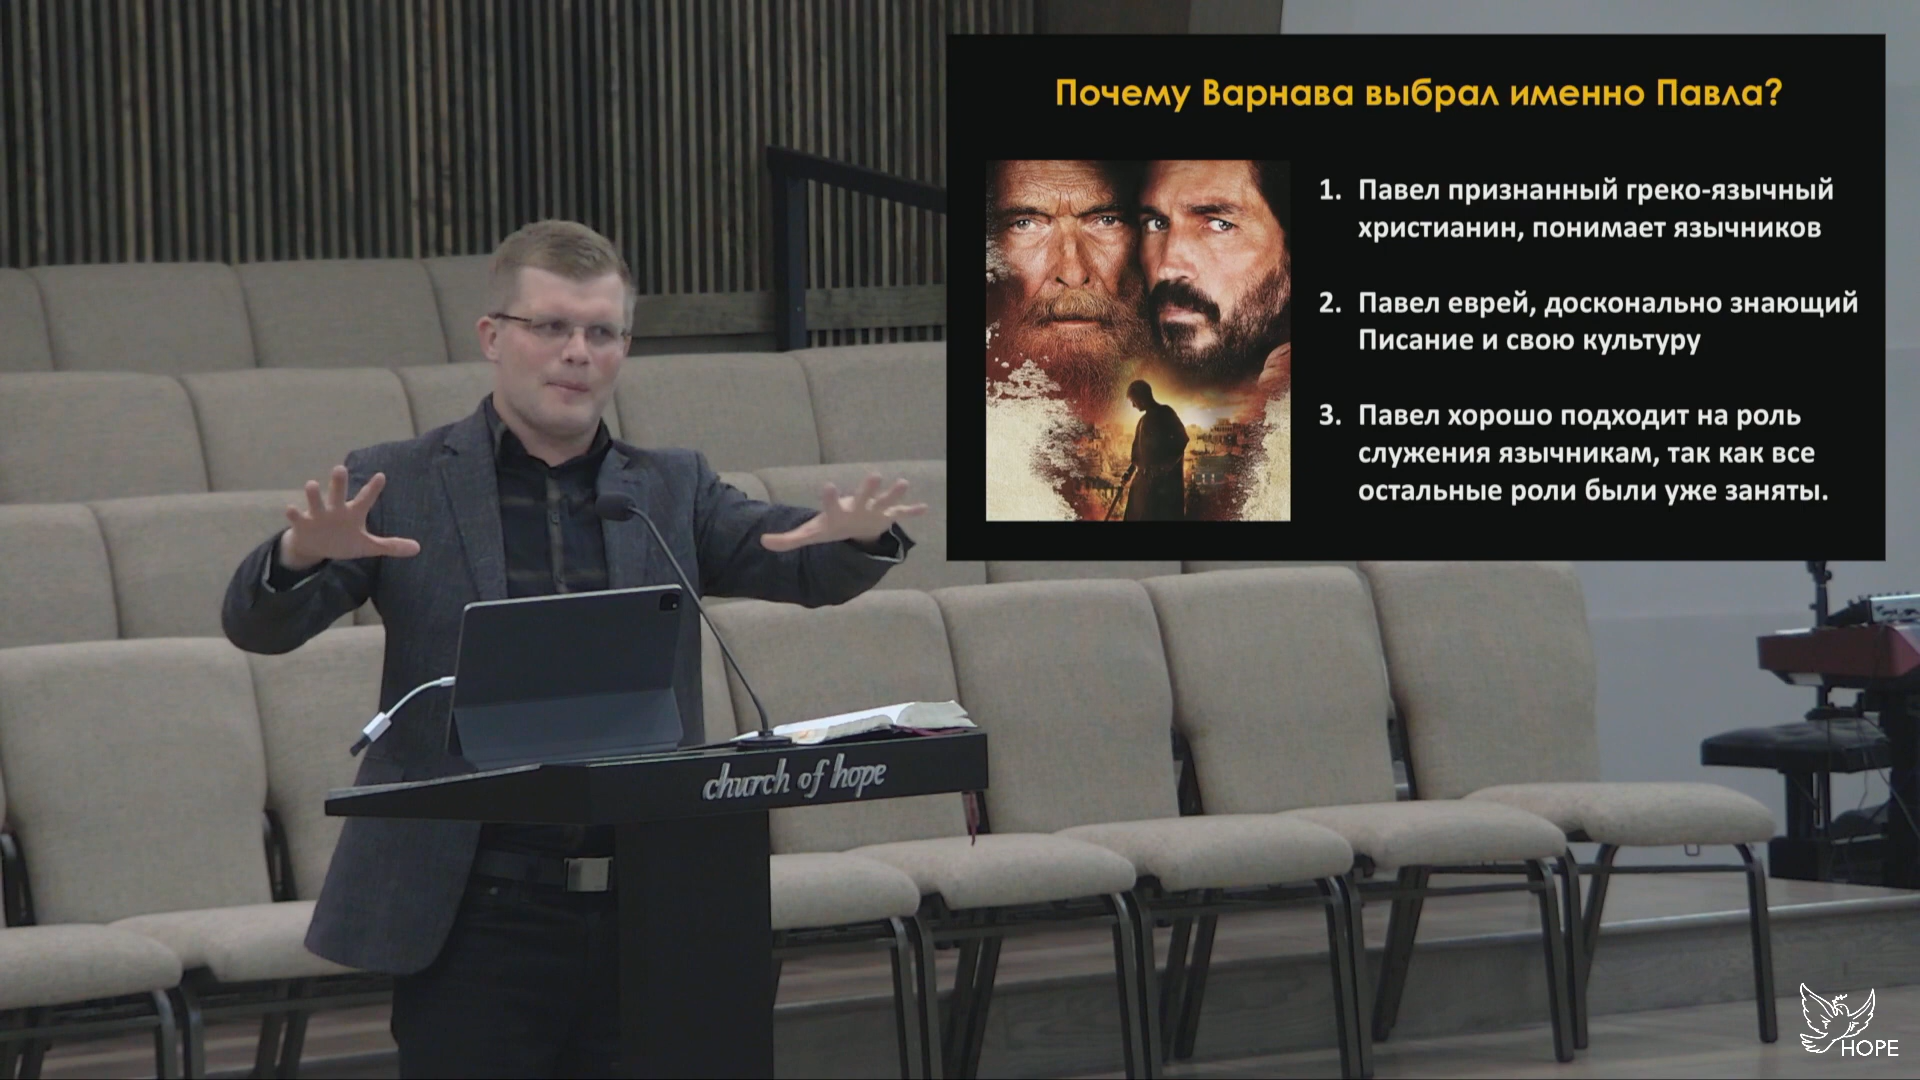 Почему Варнава выбрал именно Павла?
1. Павел признанный греко-язычный
христианин, понимает язычников
2. Павел еврей, досконально знающий
Писание и свою культуру
3. Павел хорошо подходит на роль
служения язычникам, так как все
остальные роли были уже заняты.
church of hope
HOPE